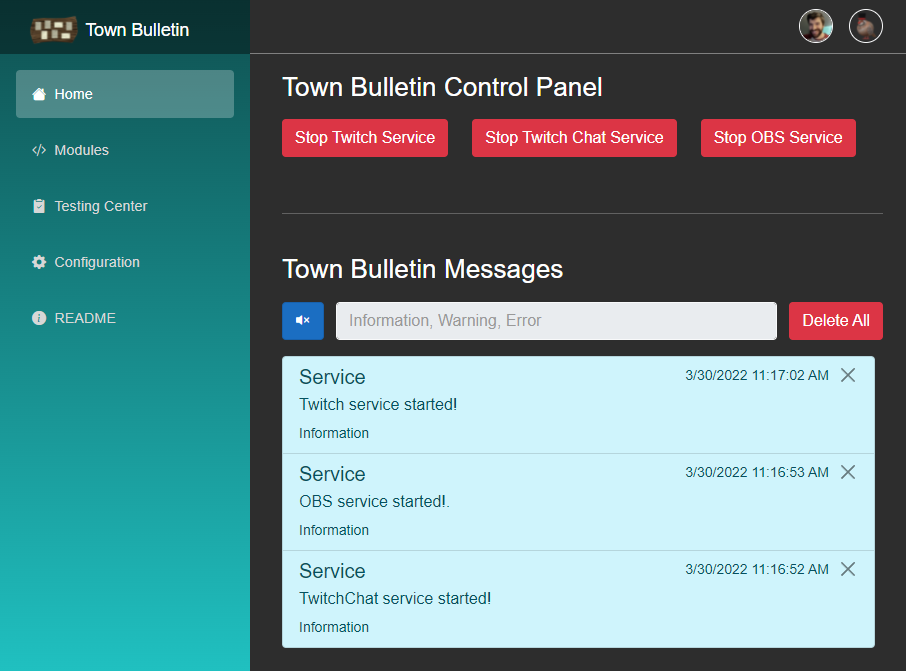 Town Bulletin
Home
Modules
Testing Center
Configuration
README
Town Bulletin Control Panel
Stop Twitch Service
Stop Twitch Chat Service
Stop OBS Service
Town Bulletin Messages
Information, Warning, Error
Delete All
Service 3/30/2022 11:17:02 AM
Twitch service started!
Information
Service 3/30/2022 11:16:53 AM
OBS service started!.
Information
Service 3/30/2022 11:16:52 AM
TwitchChat service started!
Information